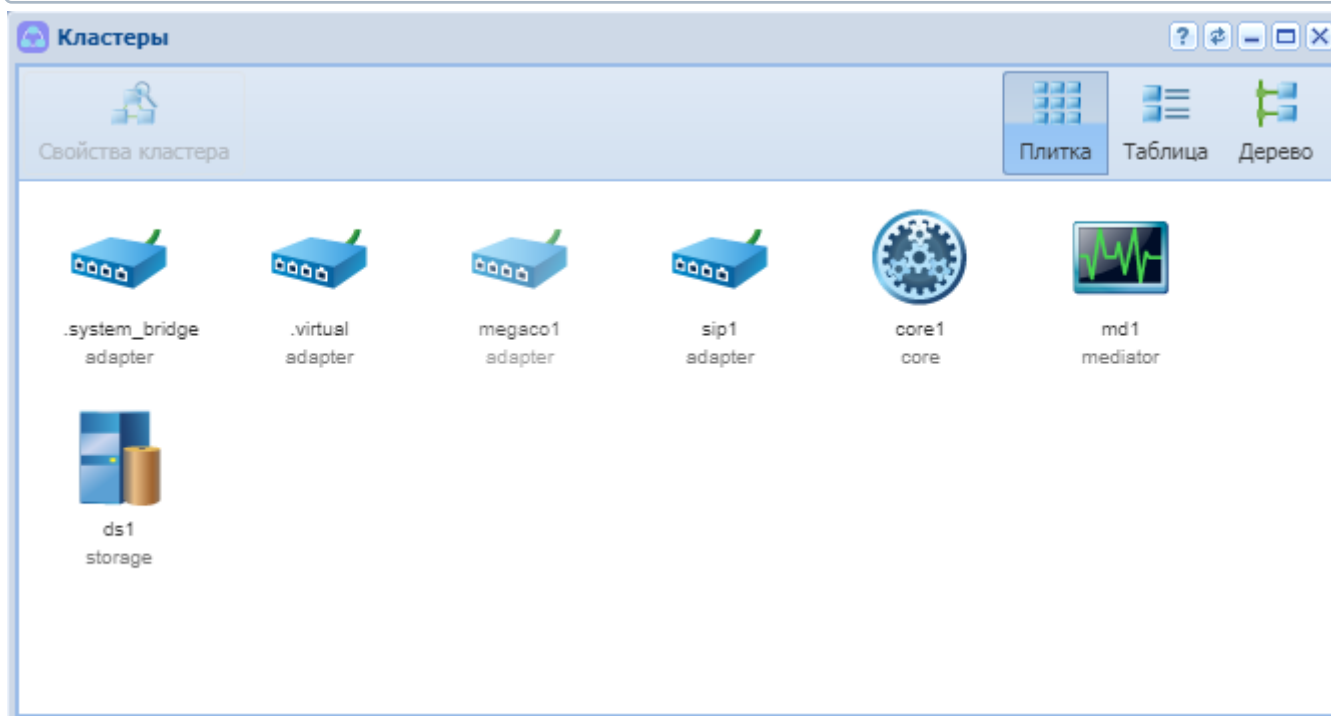 Кластеры
Свойства кластера
Плитка Таблица Дерево
.system_bridge .virtual megaco1 sip1 core1 md1
adapter adapter adapter adapter core mediator
ds1
storage